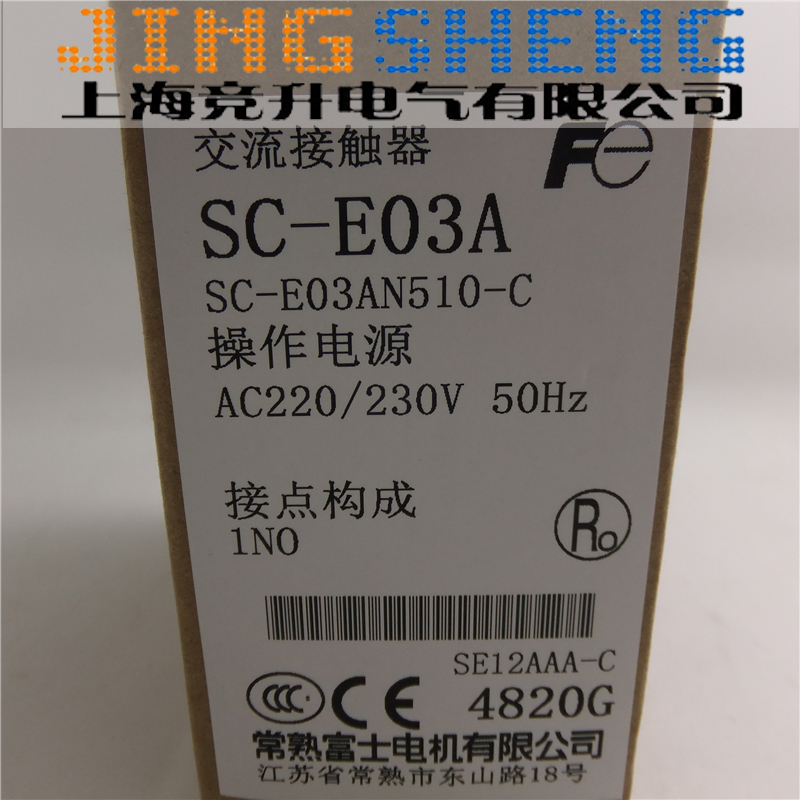 JINGSHENG
上海竞升电气有限公司
交流接触器
Fe
SC-E03A
SC-E03AN510-C
操作电源
AC220/230V 50Hz
接点构成
1NO
Ro
SE12AAA-C
CCC CE 4820G
常熟富士电机有限公司
江苏省常熟市东山路18号